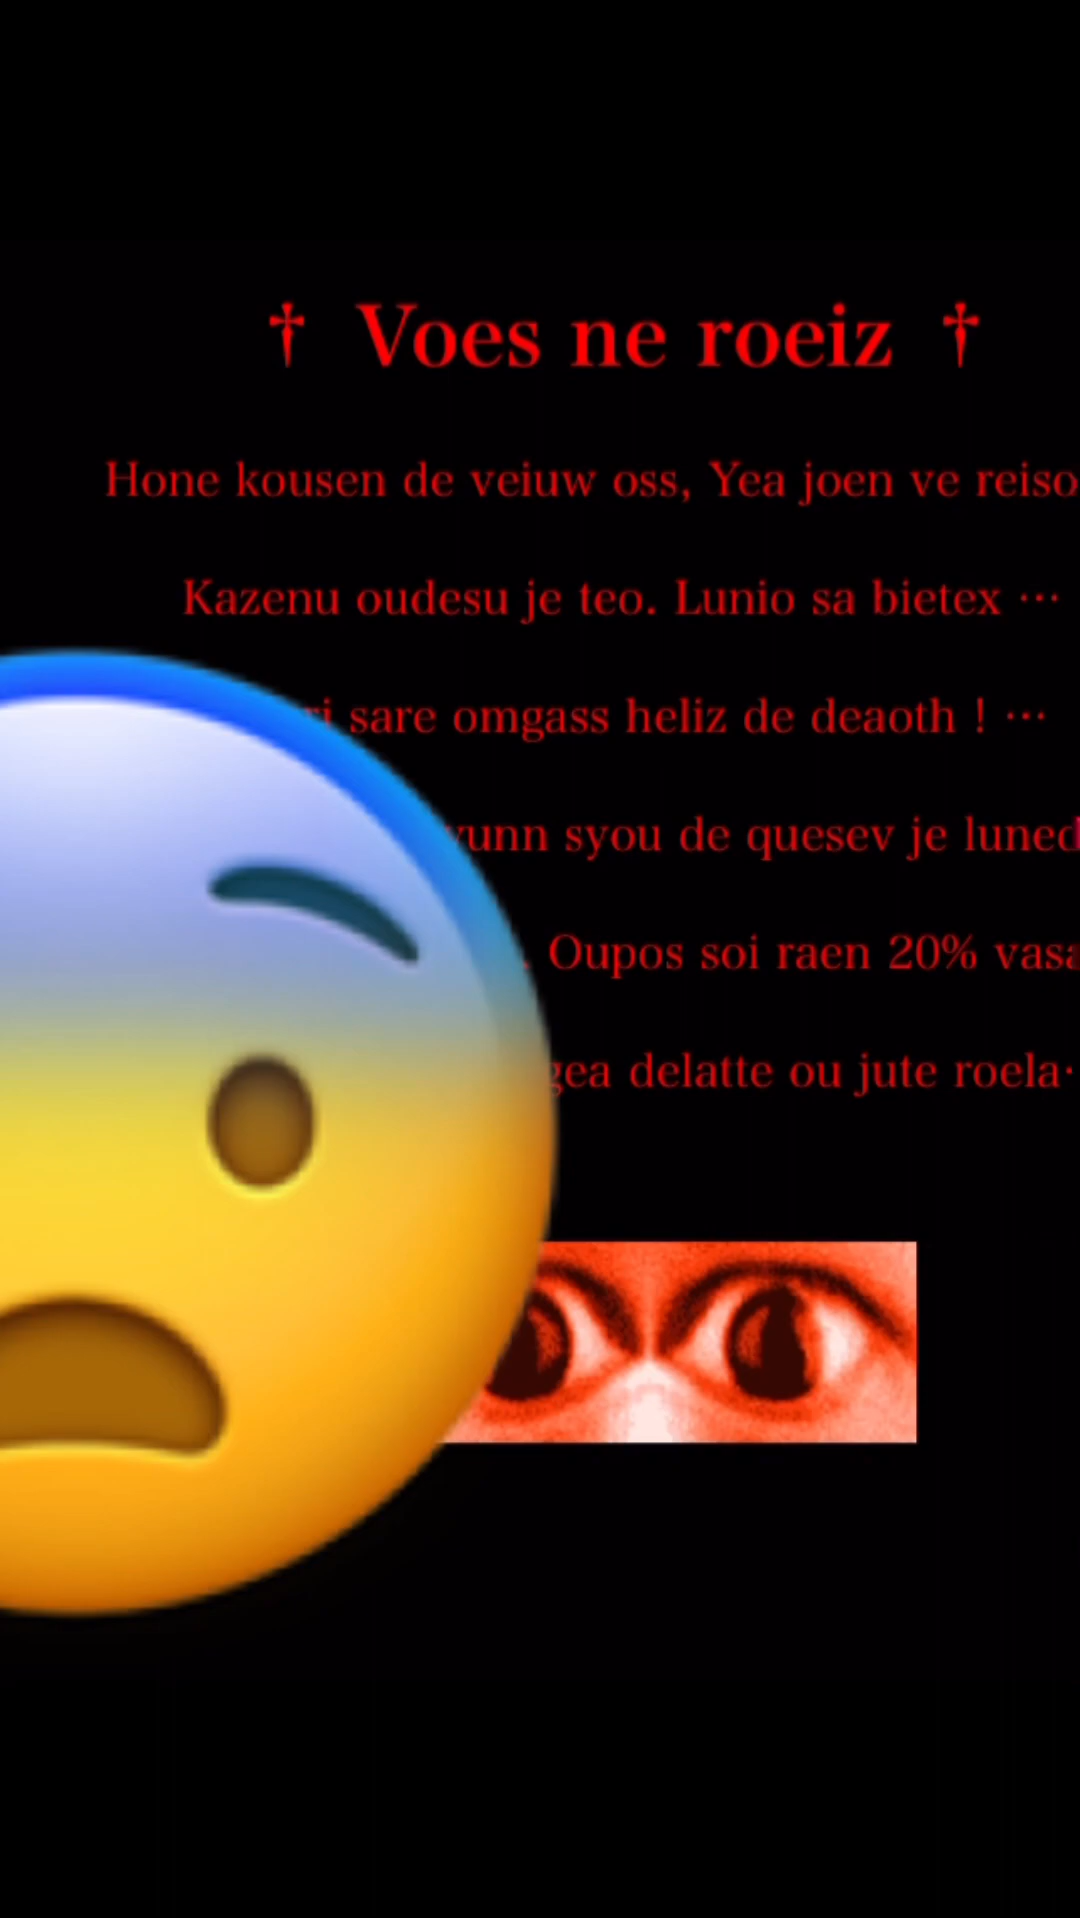 † Voes ne roeiz †
Hone kousen de veiuw oss, Yea joen ve reiso
Kazenu oudesu je teo. Lunio sa bietex ···
sare omgass heliz de deaoth ! ···
syou de quesev je luned
. Oupos soi raen 20% vasa
delatte ou jute roela·